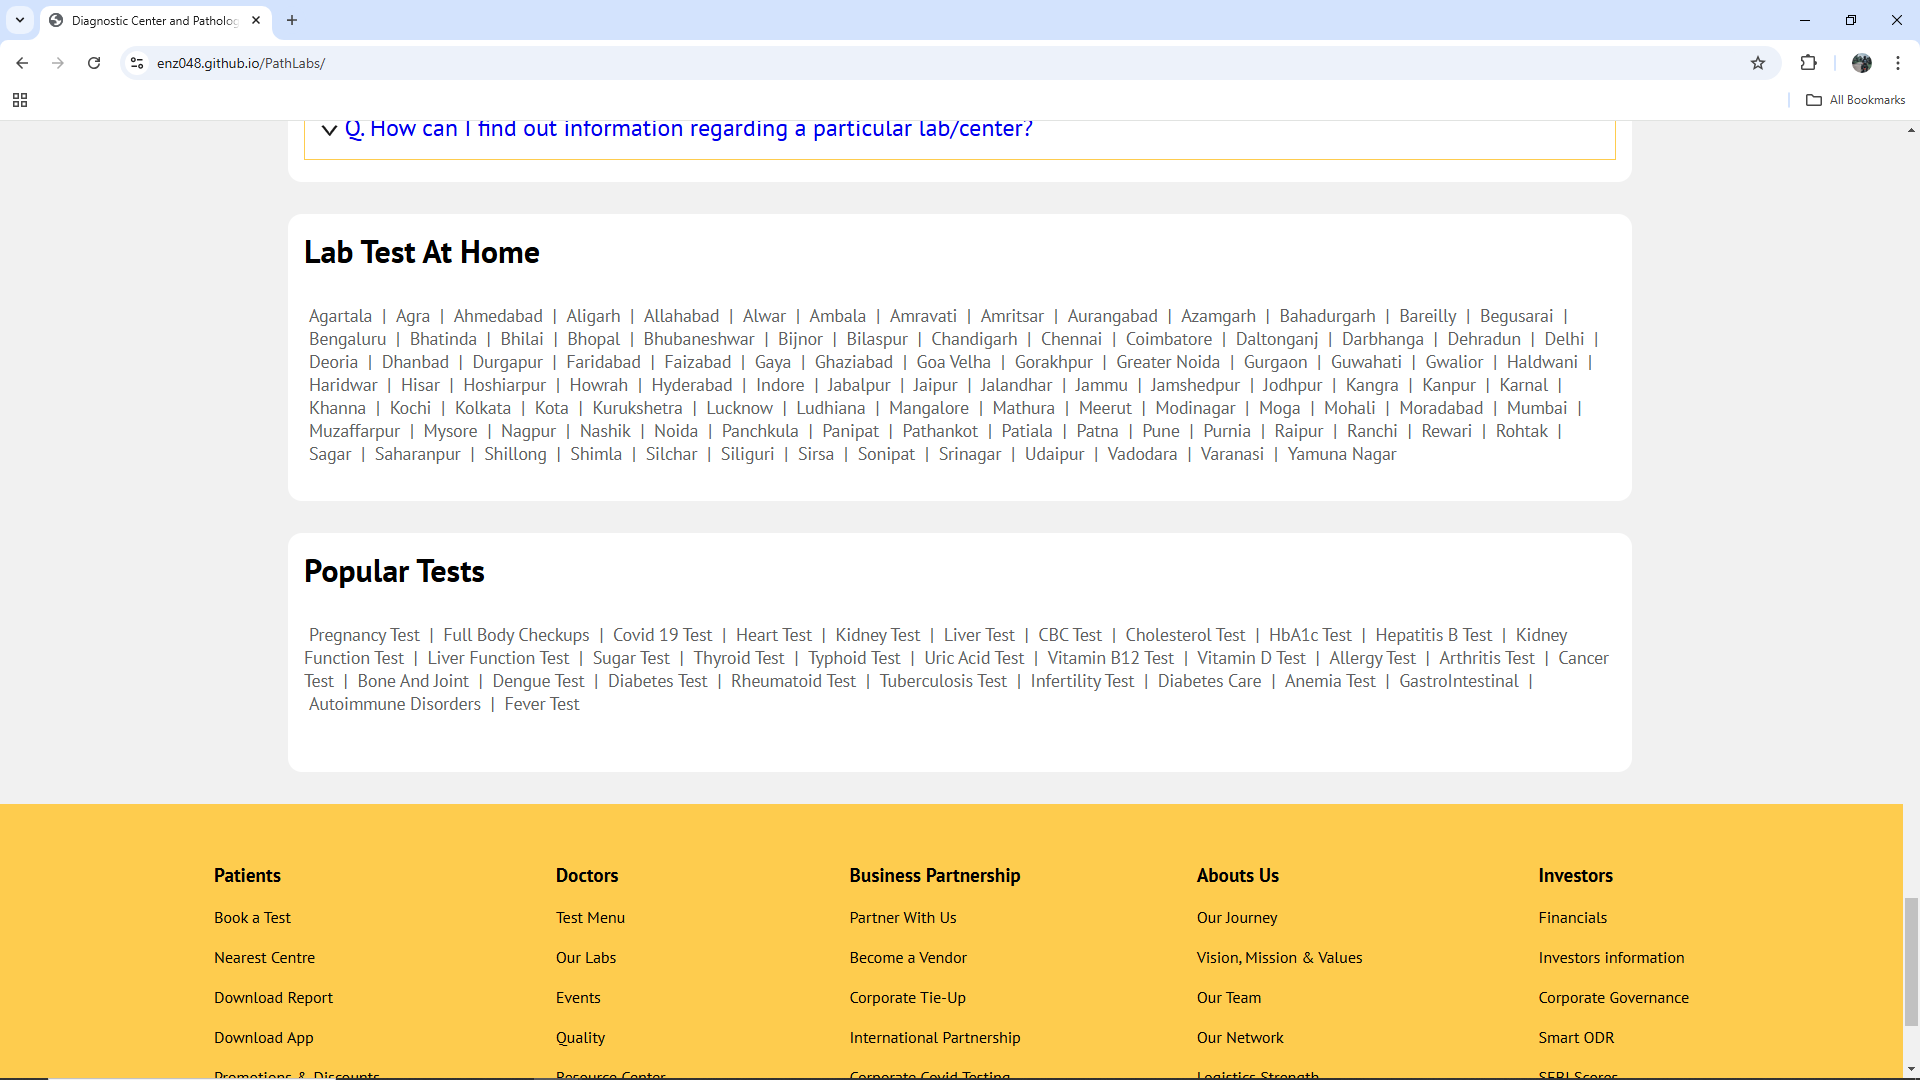 Diagnostic Center and Patholog
enz048.github.io/PathLabs/
All Bookmarks
Q. How can I find out information regarding a particular lab/center?
Lab Test At Home
Agartala | Agra | Ahmedabad | Aligarh | Allahabad | Alwar | Ambala | Amravati | Amritsar | Aurangabad | Azamgarh | Bahadurgarh | Bareilly | Begusarai |
Bengaluru | Bhatinda | Bhilai | Bhopal | Bhubaneshwar | Bijnor | Bilaspur | Chandigarh | Chennai | Coimbatore | Daltonganj | Darbhanga | Dehradun | Delhi |
Deoria | Dhanbad | Durgapur | Faridabad | Faizabad | Gaya | Ghaziabad | Goa Velha | Gorakhpur | Greater Noida | Gurgaon | Guwahati | Gwalior | Haldwani |
Haridwar | Hisar | Hoshiarpur | Howrah | Hyderabad | Indore | Jabalpur | Jaipur | Jalandhar | Jammu | Jamshedpur | Jodhpur | Kangra | Kanpur | Karnal |
Khanna | Kochi | Kolkata | Kota | Kurukshetra | Lucknow | Ludhiana | Mangalore | Mathura | Meerut | Modinagar | Moga | Mohali | Moradabad | Mumbai |
Muzaffarpur | Mysore | Nagpur | Nashik | Noida | Panchkula | Panipat | Pathankot | Patiala | Patna | Pune | Purnia | Raipur | Ranchi | Rewari | Rohtak |
Sagar | Saharanpur | Shillong | Shimla | Silchar | Siliguri | Sirsa | Sonipat | Srinagar | Udaipur | Vadodara | Varanasi | Yamuna Nagar
Popular Tests
Pregnancy Test | Full Body Checkups | Covid 19 Test | Heart Test | Kidney Test | Liver Test | CBC Test | Cholesterol Test | HbA1c Test | Hepatitis B Test | Kidney
Function Test | Liver Function Test | Sugar Test | Thyroid Test | Typhoid Test | Uric Acid Test | Vitamin B12 Test | Vitamin D Test | Allergy Test | Arthritis Test | Cancer
Test | Bone And Joint | Dengue Test | Diabetes Test | Rheumatoid Test | Tuberculosis Test | Infertility Test | Diabetes Care | Anemia Test | GastroIntestinal |
Autoimmune Disorders | Fever Test
Patients
Book a Test
Nearest Centre
Download Report
Download App
Promotions & Discounts
Doctors
Test Menu
Our Labs
Events
Quality
Resource Center
Business Partnership
Partner With Us
Become a Vendor
Corporate Tie-Up
International Partnership
Corporate Covid Testing
Abouts Us
Our Journey
Vision, Mission & Values
Our Team
Our Network
Logistics Strength
Investors
Financials
Investors information
Corporate Governance
Smart ODR
SEBI Scores